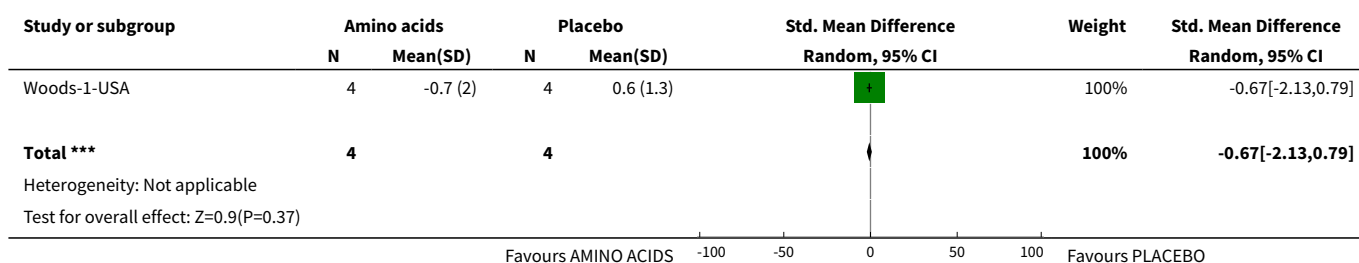 Study or subgroup Amino acids Placebo Std. Mean Difference Weight Std. Mean Difference
N Mean(SD) N Mean(SD) Random, 95% CI Random, 95% CI
Woods-1-USA 4 -0.7 (2) 4 0.6 (1.3) 100% -0.67[-2.13,0.79]
Total *** 4 4 100% -0.67[-2.13,0.79]
Heterogeneity: Not applicable
Test for overall effect: Z=0.9(P=0.37)
Favours AMINO ACIDS -100 -50 0 50 100 Favours PLACEBO